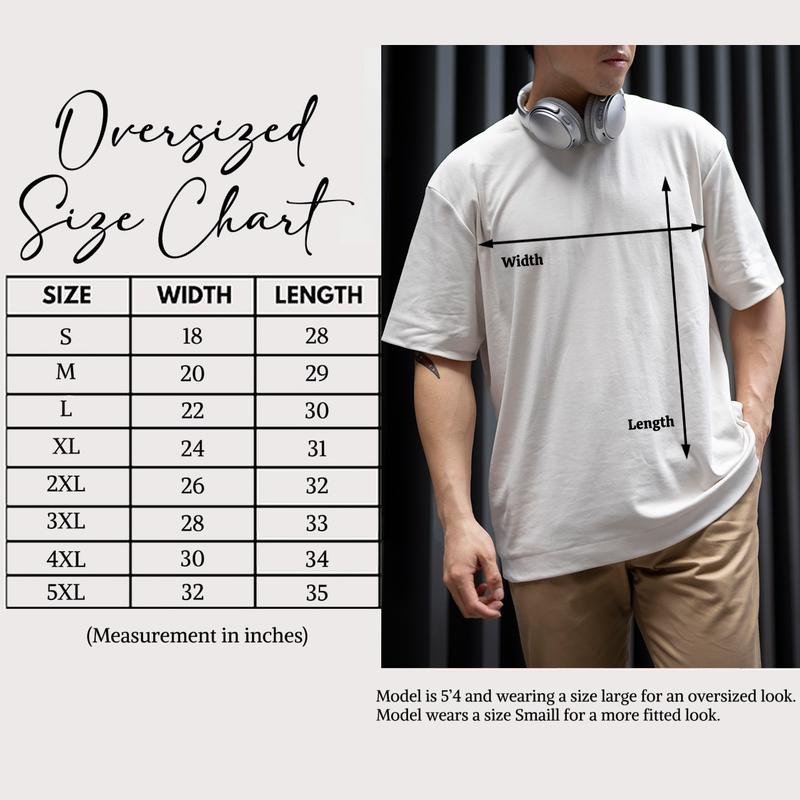 Oversized
Size Chart
SIZE WIDTH LENGTH
S 18 28
M 20 29
L 22 30
XL 24 31
2XL 26 32
3XL 28 33
4XL 30 34
5XL 32 35
(Measurement in inches)
Width
Length
Model is 5'4 and wearing a size large for an oversized look.
Model wears a size Smaill for a more fitted look.